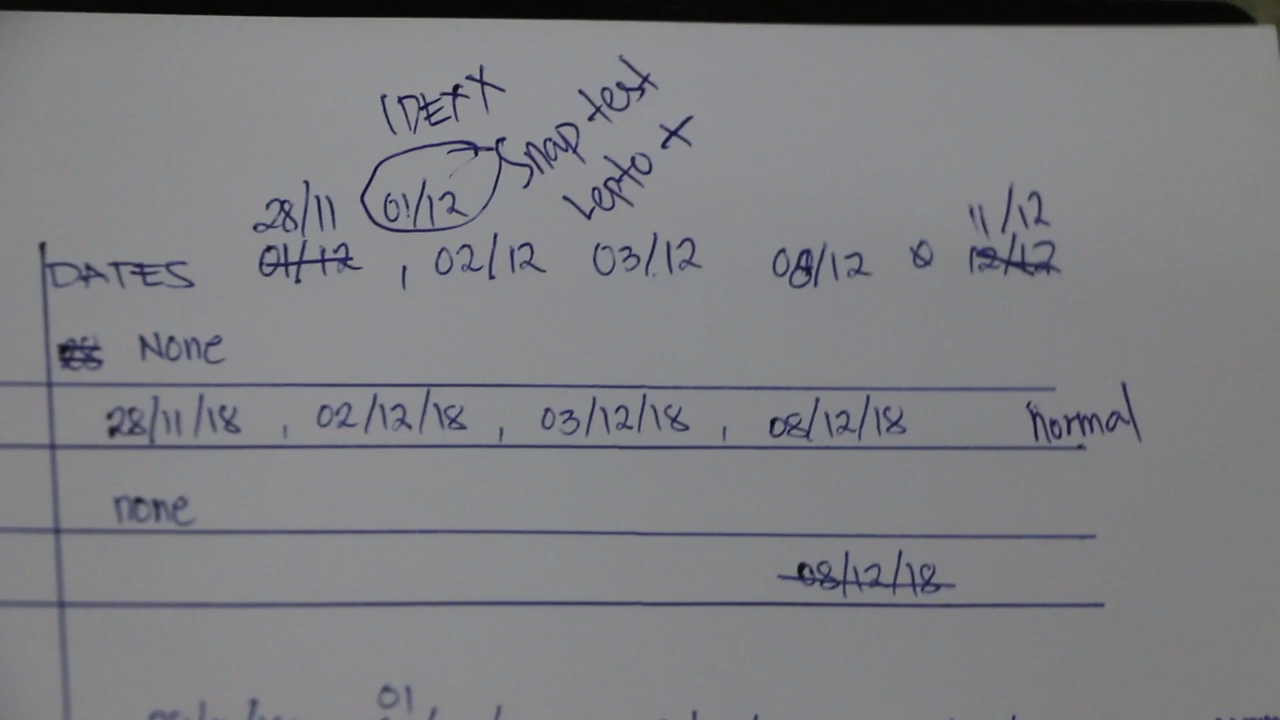 IDEXX
Snap test
Lepto X
28/11 01/12 11/12
DATES 01/12 , 02/12 03/12 08/12 12/12
None
28/11/18 , 02/12/18 , 03/12/18 , 08/12/18 normal
none
08/12/18
01